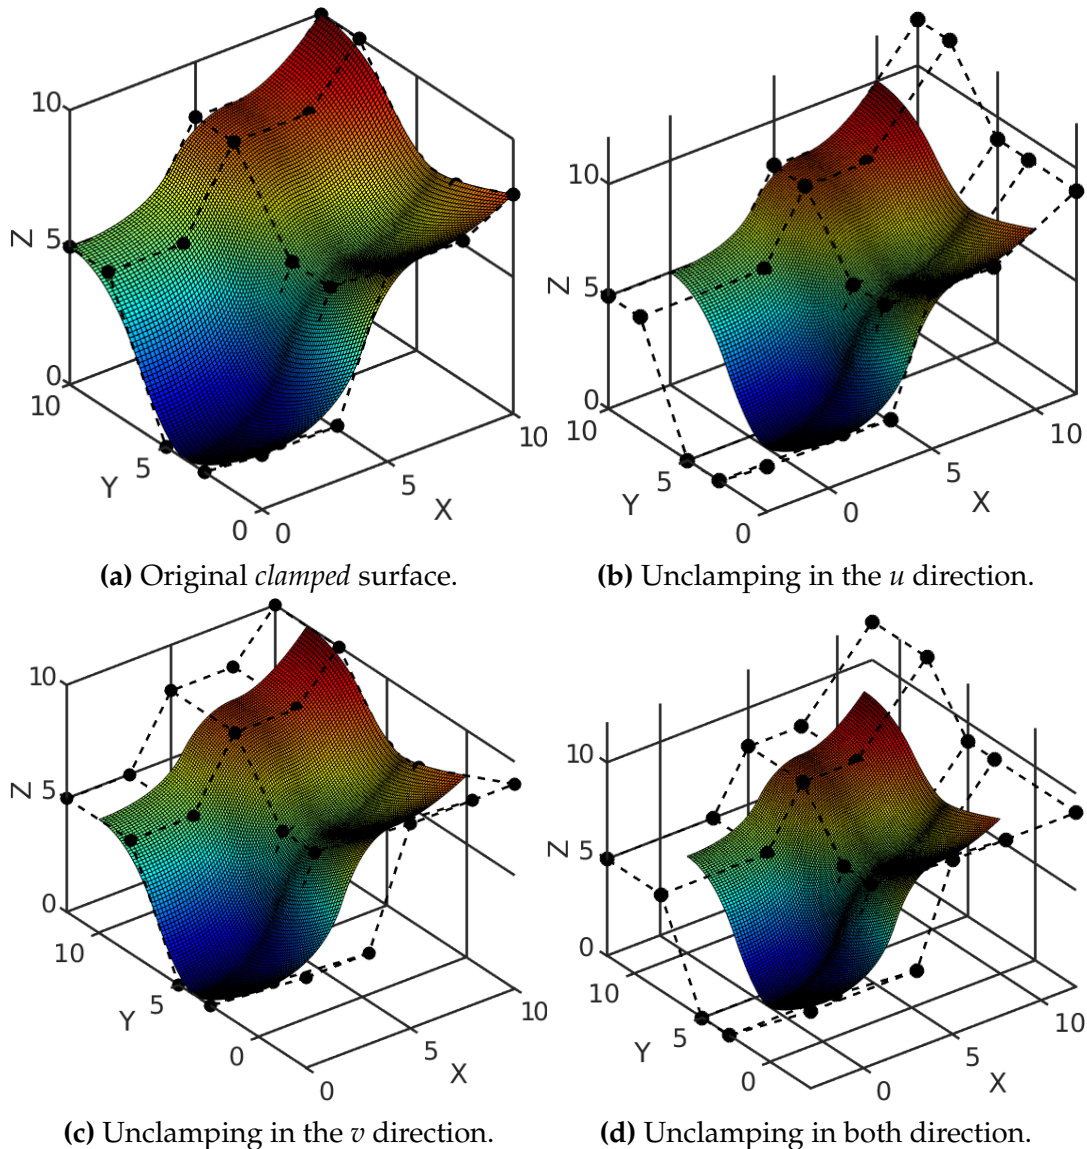 10
Z
5
0
10
5
Y
0
0
5
X
10
(a) Original clamped surface.
10
Z
5
0
10
5
Y
0
0
5
X
10
(b) Unclamping in the u direction.
10
Z
5
0
10
5
Y
0
0
5
X
10
(c) Unclamping in the v direction.
10
Z
5
0
10
5
Y
0
0
5
X
10
(d) Unclamping in both direction.